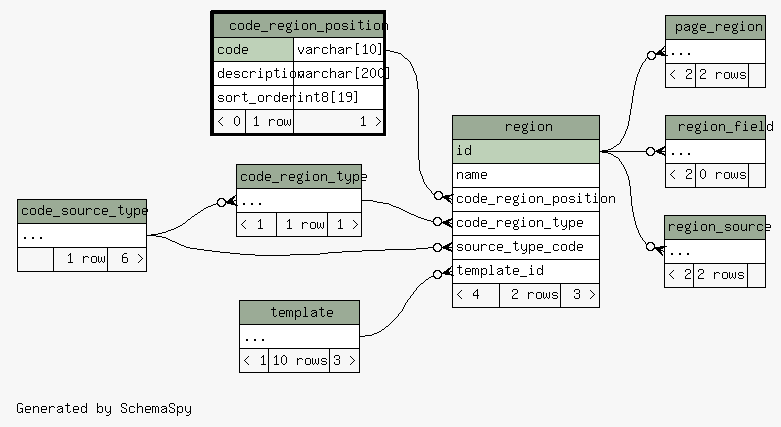 code_region_position
code varchar[10]
description varchar[200]
sort_order int8[19]
< 0 1 row 1 >
code_region_type
...
< 1 1 row 1 >
code_source_type
...
1 row 6 >
template
...
< 1 10 rows 3 >
region
id
name
code_region_position
code_region_type
source_type_code
template_id
< 4 2 rows 3 >
page_region
...
< 2 2 rows
region_field
...
< 2 0 rows
region_source
...
< 2 2 rows
Generated by SchemaSpy